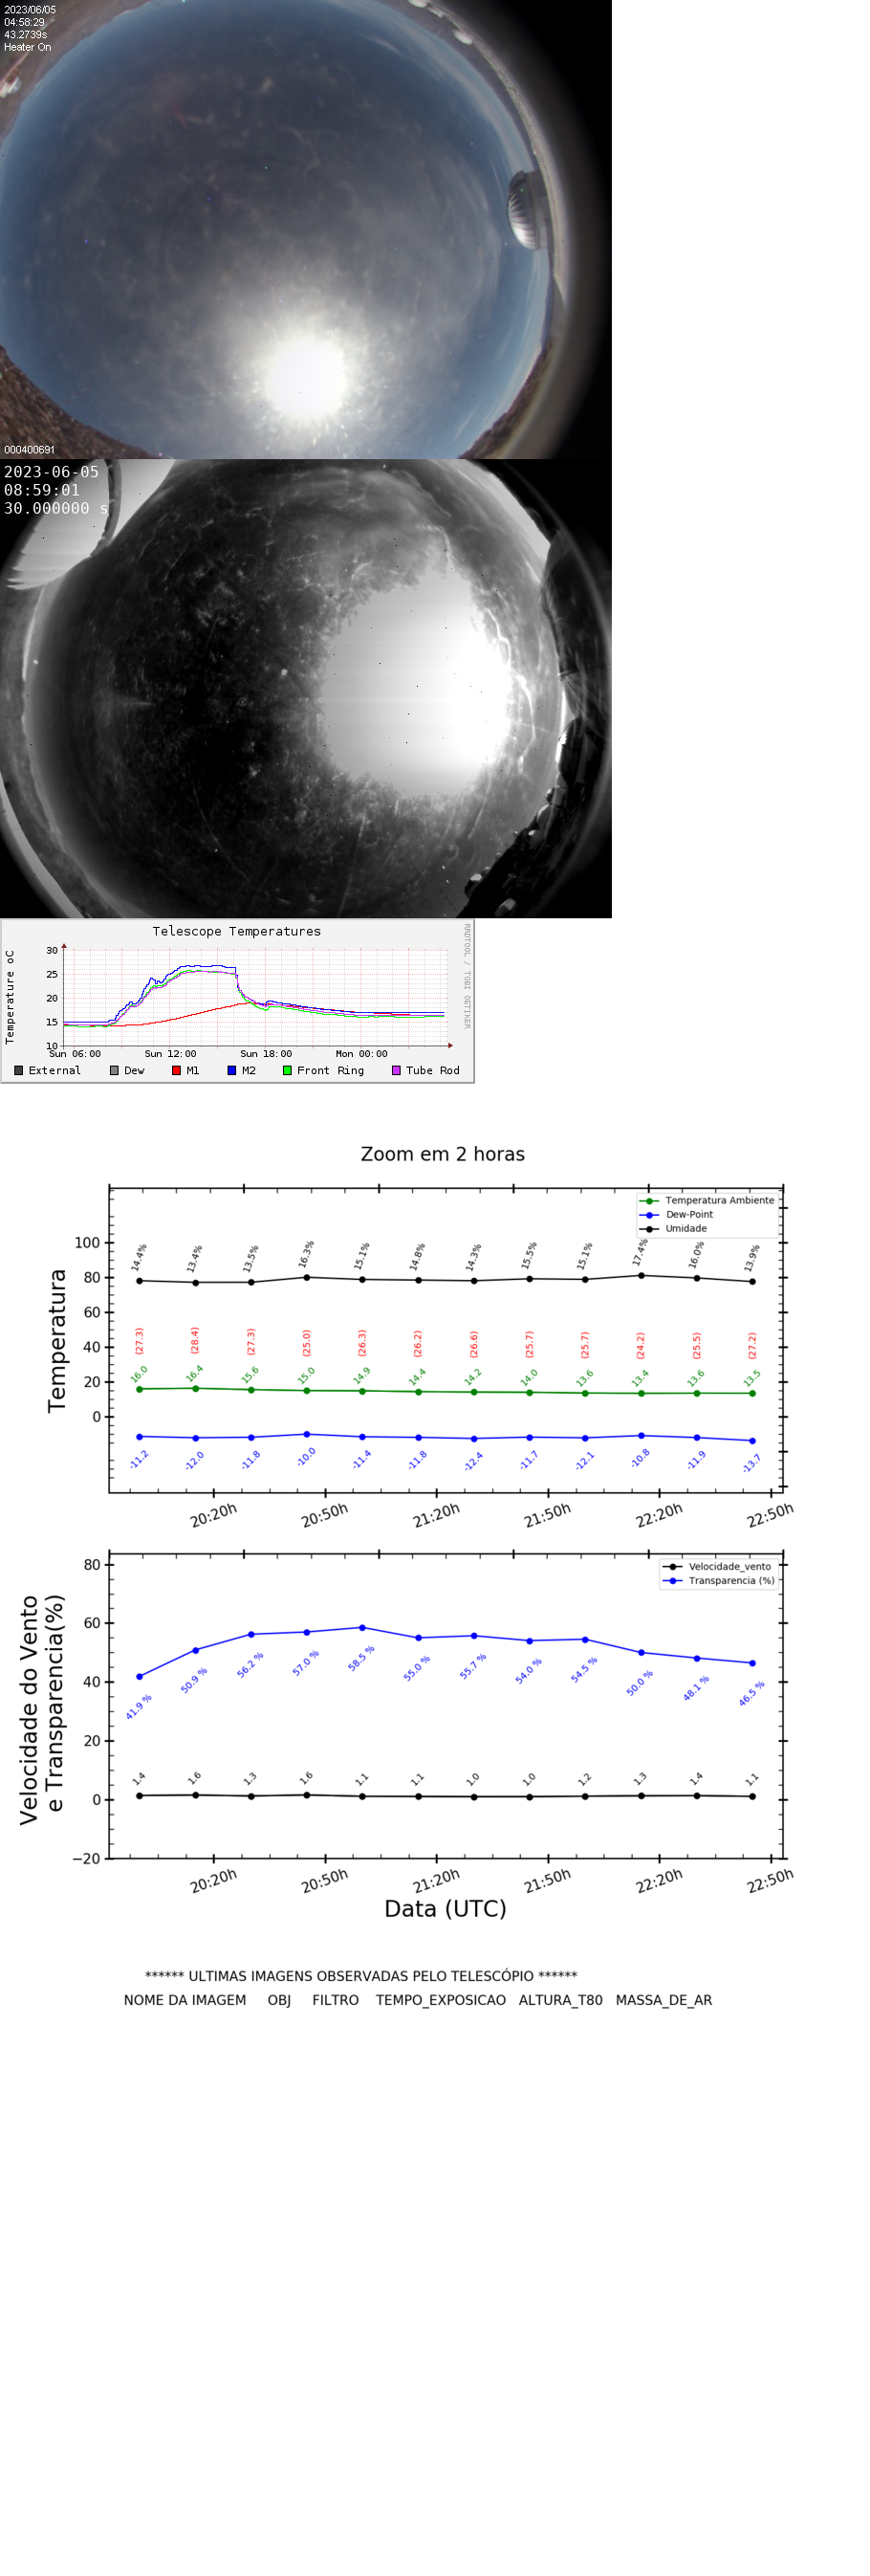 2023/06/05
04:58:29
43.2739s
Heater On
000400691
2023-06-05
08:59:01
30.000000 s
Telescope Temperatures
RRDTOOL / TOBI OETIKER
Temperature oC
30
25
20
15
10
Sun 06:00 Sun 12:00 Sun 18:00 Mon 00:00
External Dew M1 M2 Front Ring Tube Rod
Zoom em 2 horas
Temperatura Ambiente
Dew-Point
Umidade
Temperatura
100
80
60
40
20
0
14.4% 13.4% 13.5% 16.3% 15.1% 14.8% 14.3% 15.5% 15.1% 17.4% 16.0% 13.9%
(27.3) (28.4) (27.3) (25.0) (26.3) (26.2) (26.6) (25.7) (25.7) (24.2) (25.5) (27.2)
16.0 16.4 15.6 15.0 14.9 14.4 14.2 14.0 13.6 13.4 13.6 13.5
-11.2 -12.0 -11.8 -10.0 -11.4 -11.8 -12.4 -11.7 -12.1 -10.8 -11.9 -13.7
20:20h 20:50h 21:20h 21:50h 22:20h 22:50h
Velocidade_vento
Transparencia (%)
Velocidade do Vento
e Transparencia(%)
80
60
40
20
0
−20
41.9 % 50.9 % 56.2 % 57.0 % 58.5 % 55.0 % 55.7 % 54.0 % 54.5 % 50.0 % 48.1 % 46.5 %
1.4 1.6 1.3 1.6 1.1 1.1 1.0 1.0 1.2 1.3 1.4 1.1
20:20h 20:50h 21:20h 21:50h 22:20h 22:50h
Data (UTC)
****** ULTIMAS IMAGENS OBSERVADAS PELO TELESCÓPIO ******
NOME DA IMAGEM OBJ FILTRO TEMPO_EXPOSICAO ALTURA_T80 MASSA_DE_AR